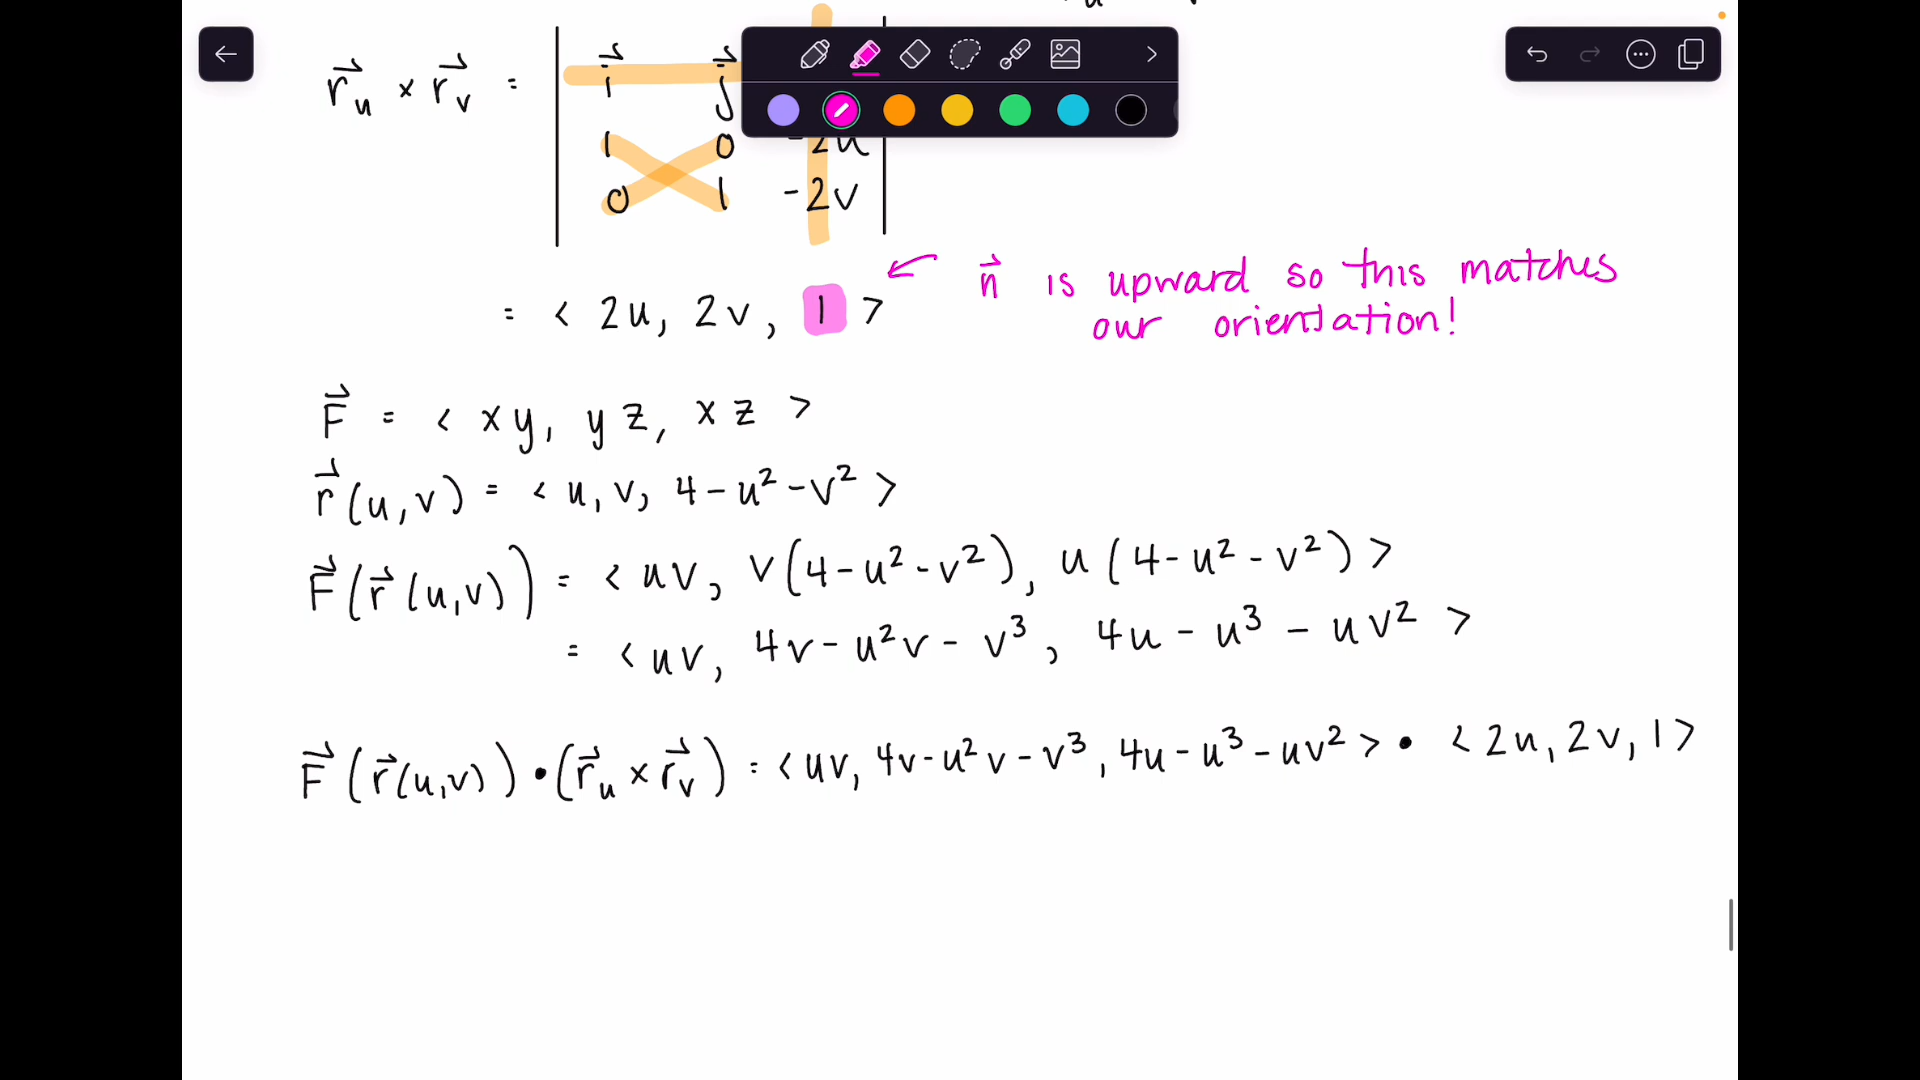 r⃗ᵤ × r⃗ᵥ = | i⃗ j⃗
1 0 -2u
0 1 -2v |
= < 2u, 2v, 1 >
n⃗ is upward so this matches
our orientation!
F⃗ = < xy, yz, xz >
r⃗(u,v) = < u, v, 4-u²-v² >
F⃗(r⃗(u,v)) = < uv, v(4-u²-v²), u(4-u²-v²) >
= < uv, 4v-u²v-v³, 4u-u³-uv² >
F⃗(r⃗(u,v))•(r⃗ᵤ × r⃗ᵥ) = < uv, 4v-u²v-v³, 4u-u³-uv² > • < 2u, 2v, 1 >